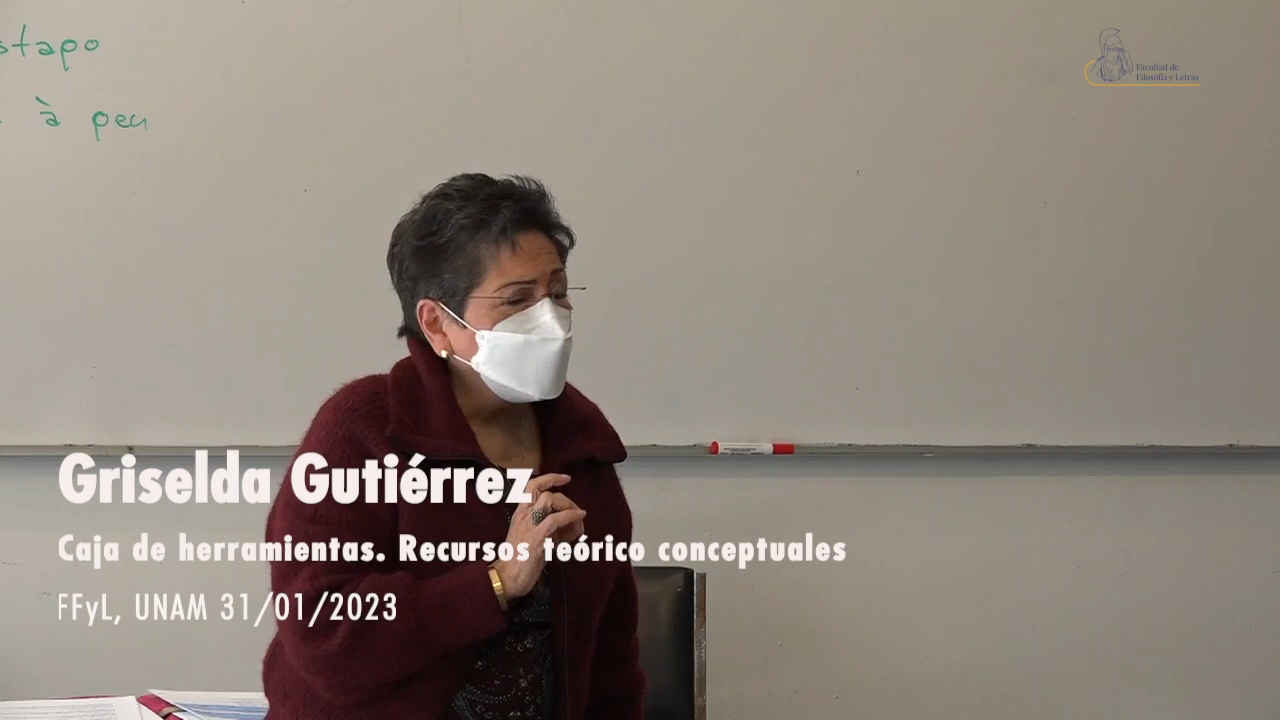 stapo
à peu
Facultad de
Filosofía y Letras
Griselda Gutiérrez
Caja de herramientas. Recursos teórico conceptuales
FFyL, UNAM 31/01/2023